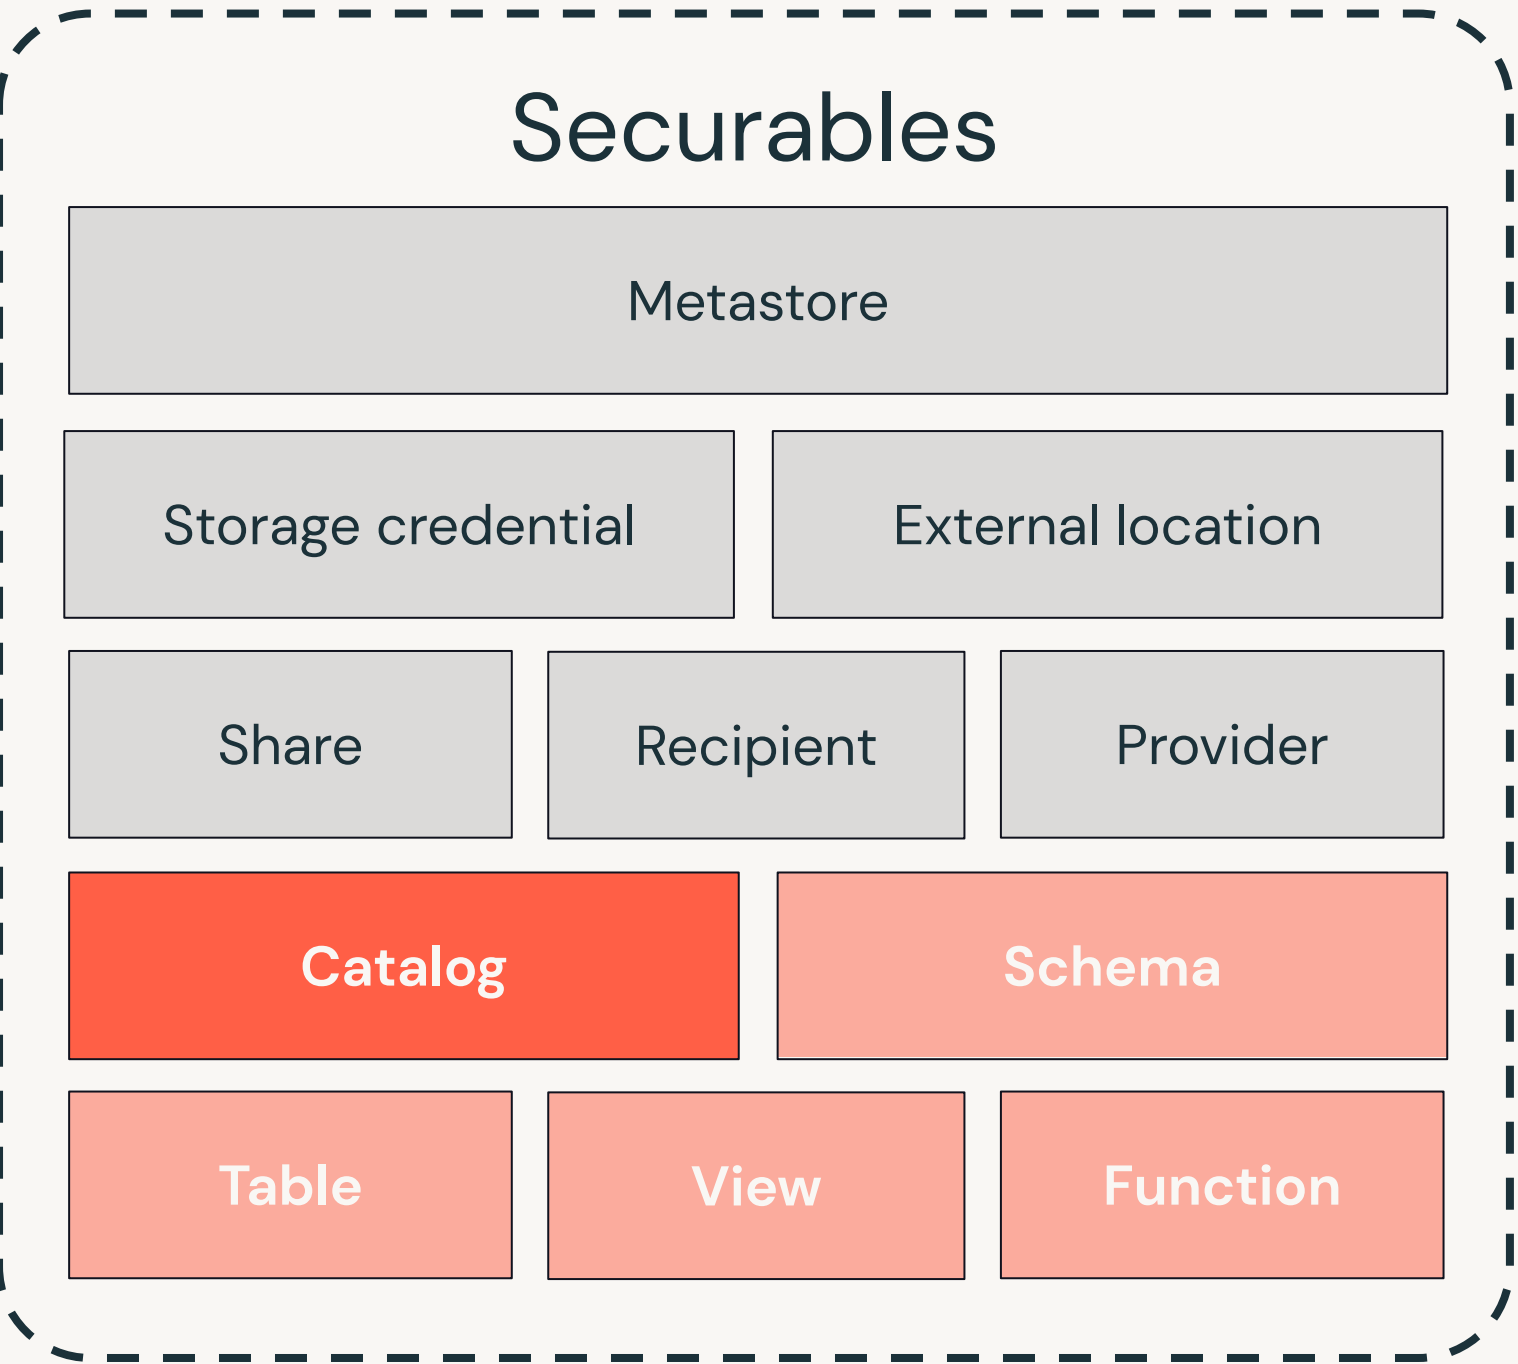 Securables
Metastore
Storage credential
External location
Share
Recipient
Provider
Catalog
Schema
Table
View
Function